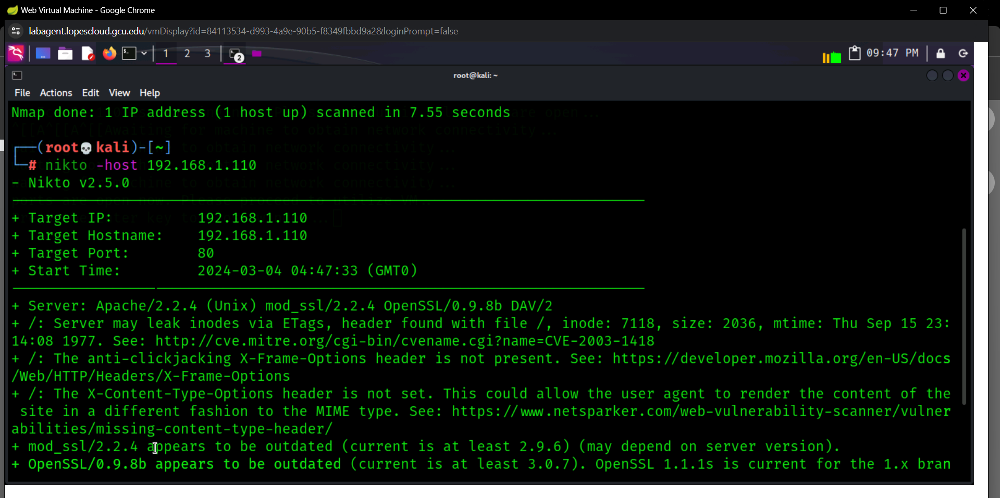 Web Virtual Machine - Google Chrome
labagent.lopescloud.gcu.edu/vmDisplay?id=84113534-d993-4a9e-90b5-f8349fbbd9a2&loginPrompt=false
1 2 3 2 09:47 PM
root@kali: ~
File Actions Edit View Help
Nmap done: 1 IP address (1 host up) scanned in 7.55 seconds
(root💀kali)-[~]
# nikto -host 192.168.1.110
- Nikto v2.5.0
+ Target IP: 192.168.1.110
+ Target Hostname: 192.168.1.110
+ Target Port: 80
+ Start Time: 2024-03-04 04:47:33 (GMT0)
+ Server: Apache/2.2.4 (Unix) mod_ssl/2.2.4 OpenSSL/0.9.8b DAV/2
+ /: Server may leak inodes via ETags, header found with file /, inode: 7118, size: 2036, mtime: Thu Sep 15 23:
14:08 1977. See: http://cve.mitre.org/cgi-bin/cvename.cgi?name=CVE-2003-1418
+ /: The anti-clickjacking X-Frame-Options header is not present. See: https://developer.mozilla.org/en-US/docs
/Web/HTTP/Headers/X-Frame-Options
+ /: The X-Content-Type-Options header is not set. This could allow the user agent to render the content of the
site in a different fashion to the MIME type. See: https://www.netsparker.com/web-vulnerability-scanner/vulner
abilities/missing-content-type-header/
+ mod_ssl/2.2.4 appears to be outdated (current is at least 2.9.6) (may depend on server version).
+ OpenSSL/0.9.8b appears to be outdated (current is at least 3.0.7). OpenSSL 1.1.1s is current for the 1.x bran